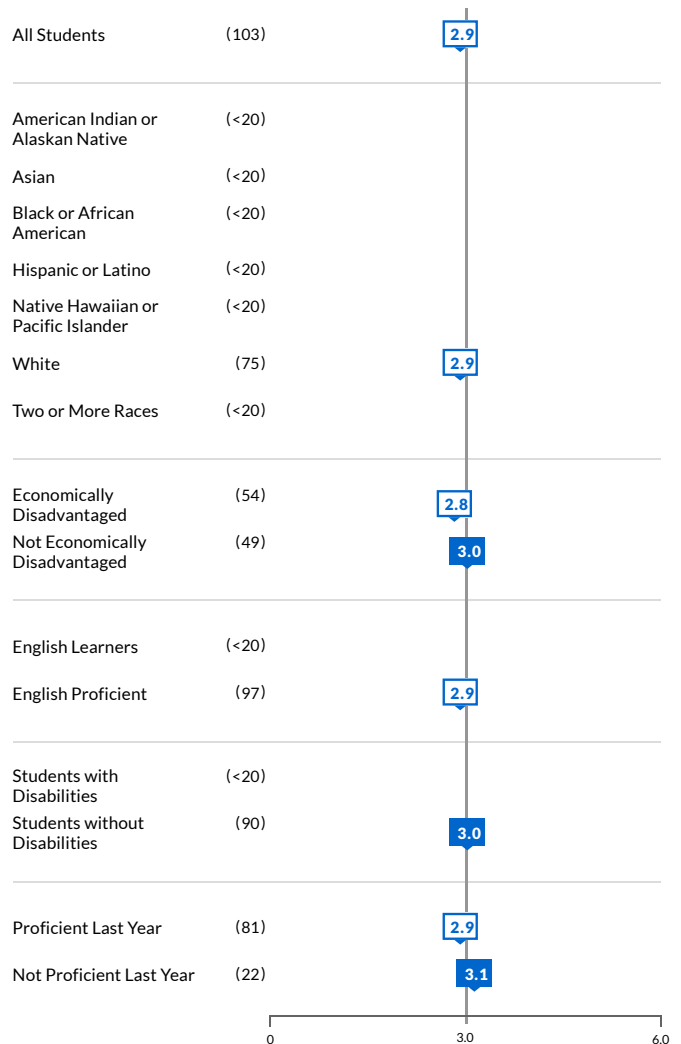 All Students (103) 2.9
American Indian or (<20)
Alaskan Native
Asian (<20)
Black or African (<20)
American
Hispanic or Latino (<20)
Native Hawaiian or (<20)
Pacific Islander
White (75) 2.9
Two or More Races (<20)
Economically (54) 2.8
Disadvantaged
Not Economically (49) 3.0
Disadvantaged
English Learners (<20)
English Proficient (97) 2.9
Students with (<20)
Disabilities
Students without (90) 3.0
Disabilities
Proficient Last Year (81) 2.9
Not Proficient Last Year (22) 3.1
0 3.0 6.0